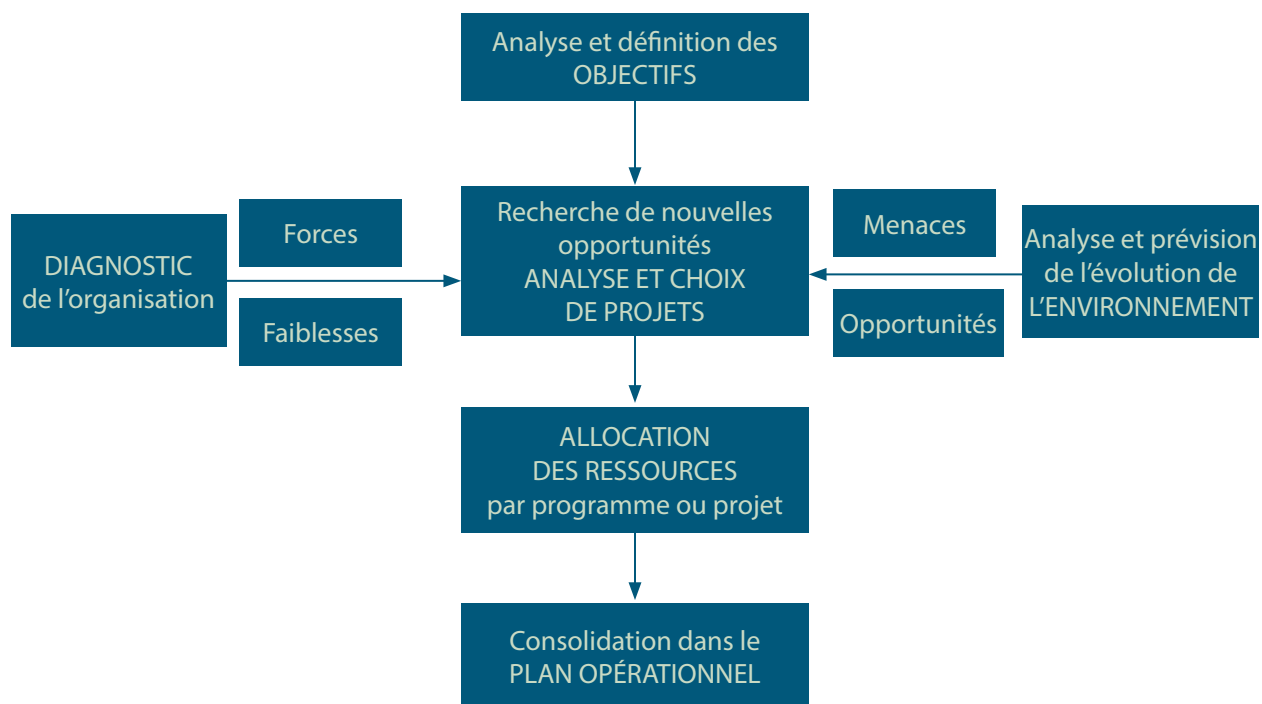 Analyse et définition des
OBJECTIFS
DIAGNOSTIC
de l’organisation
Forces
Faiblesses
Recherche de nouvelles
opportunités
ANALYSE ET CHOIX
DE PROJETS
Menaces
Opportunités
Analyse et prévision
de l’évolution de
L’ENVIRONNEMENT
ALLOCATION
DES RESSOURCES
par programme ou projet
Consolidation dans le
PLAN OPÉRATIONNEL